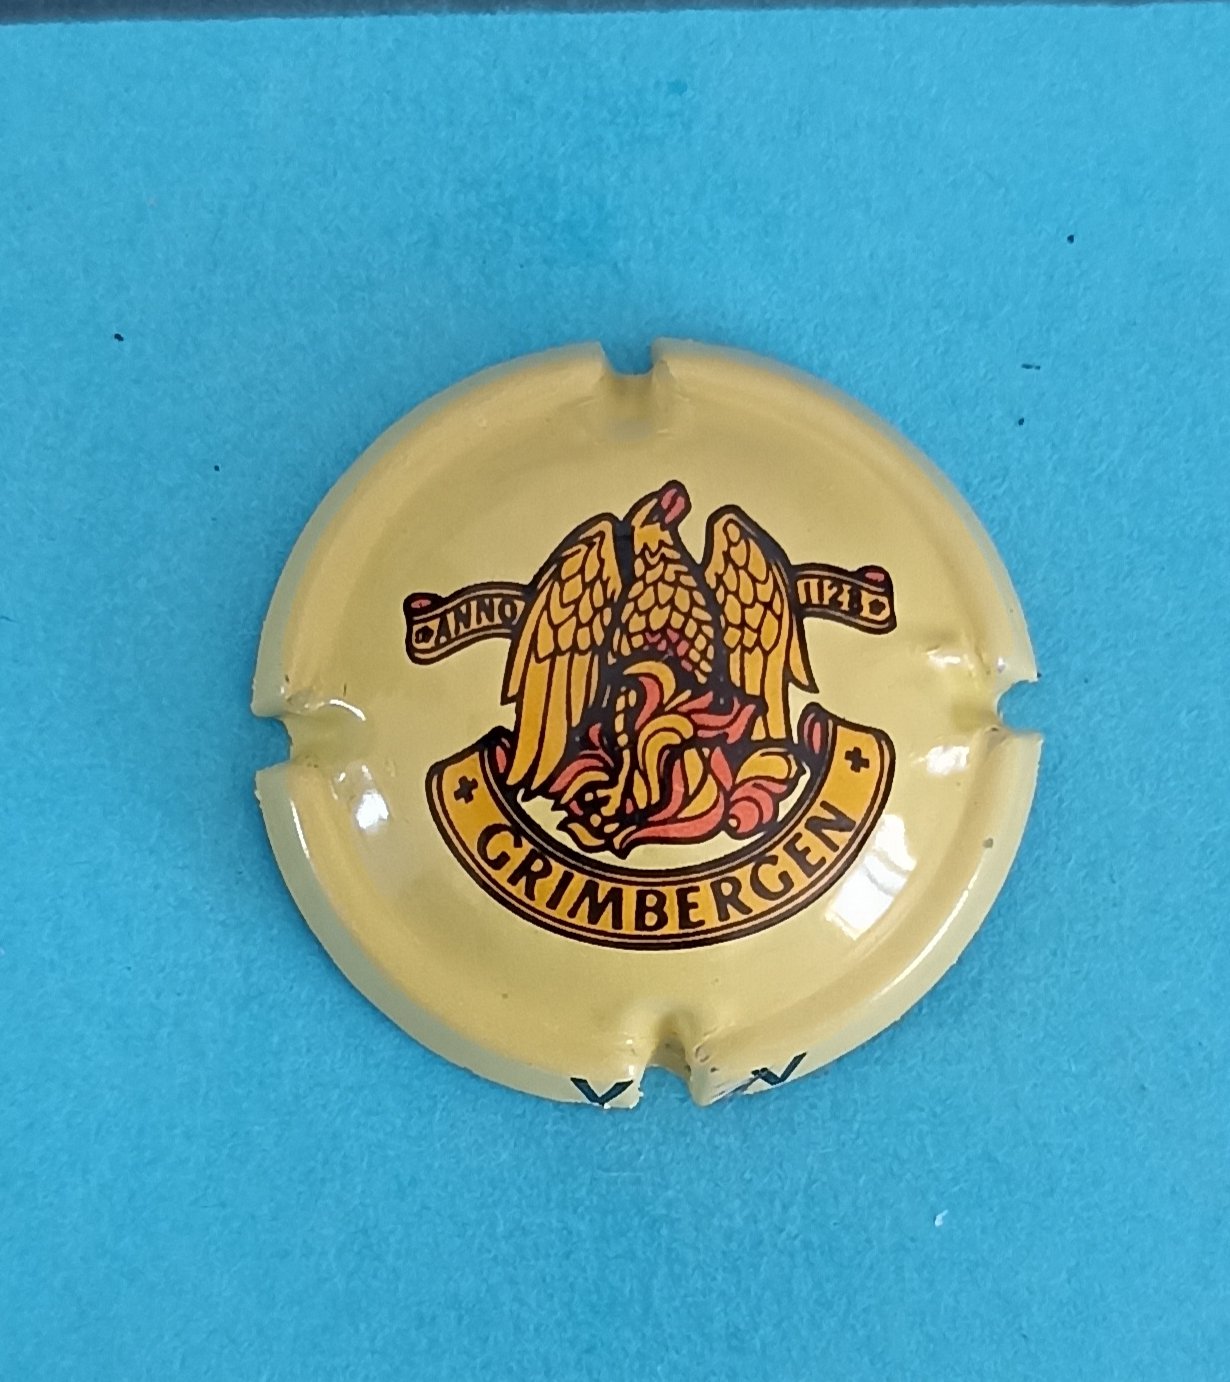 ANNO 1128
GRIMBERGEN
V V